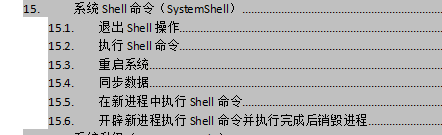 15. 系统 Shell 命令（SystemShell）
15.1. 退出 Shell 操作
15.2. 执行 Shell 命令
15.3. 重启系统
15.4. 同步数据
15.5. 在新进程中执行 Shell 命令
15.6. 开辟新进程执行 Shell 命令并执行完成后销毁进程